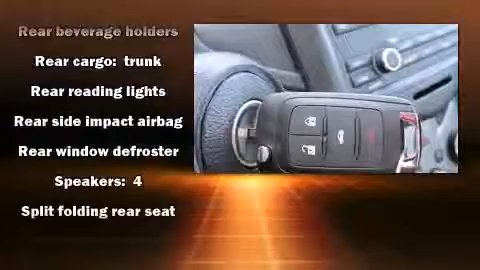 Rear beverage holders
Rear cargo:  trunk
Rear reading lights
Rear side impact airbag
Rear window defroster
Speakers:  4
Split folding rear seat